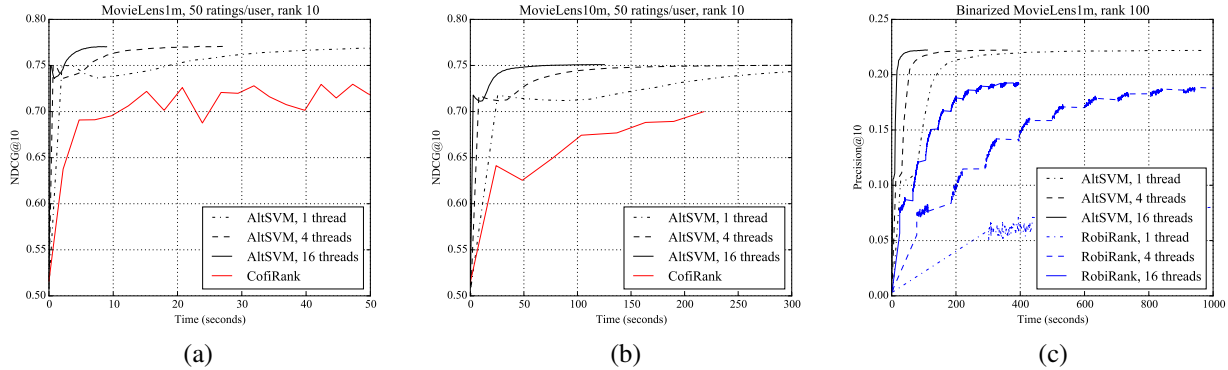 MovieLens1m, 50 ratings/user, rank 10
NDCG@10
0.80
0.75
0.70
0.65
0.60
0.55
0.50
AltSVM, 1 thread
AltSVM, 4 threads
AltSVM, 16 threads
CofiRank
0 10 20 30 40 50
Time (seconds)
(a)
MovieLens10m, 50 ratings/user, rank 10
NDCG@10
0.80
0.75
0.70
0.65
0.60
0.55
0.50
AltSVM, 1 thread
AltSVM, 4 threads
AltSVM, 16 threads
CofiRank
0 50 100 150 200 250 300
Time (seconds)
(b)
Binarized MovieLens1m, rank 100
Precision@10
0.25
0.20
0.15
0.10
0.05
0.00
AltSVM, 1 thread
AltSVM, 4 threads
AltSVM, 16 threads
RobiRank, 1 thread
RobiRank, 4 threads
RobiRank, 16 threads
0 200 400 600 800 1000
Time (seconds)
(c)